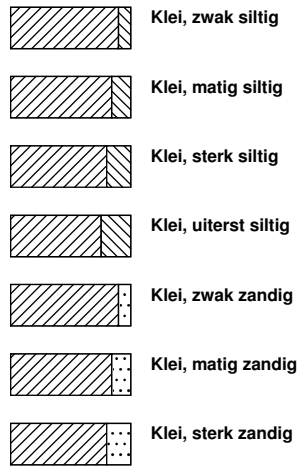 Klei, zwak siltig
Klei, matig siltig
Klei, sterk siltig
Klei, uiterst siltig
Klei, zwak zandig
Klei, matig zandig
Klei, sterk zandig